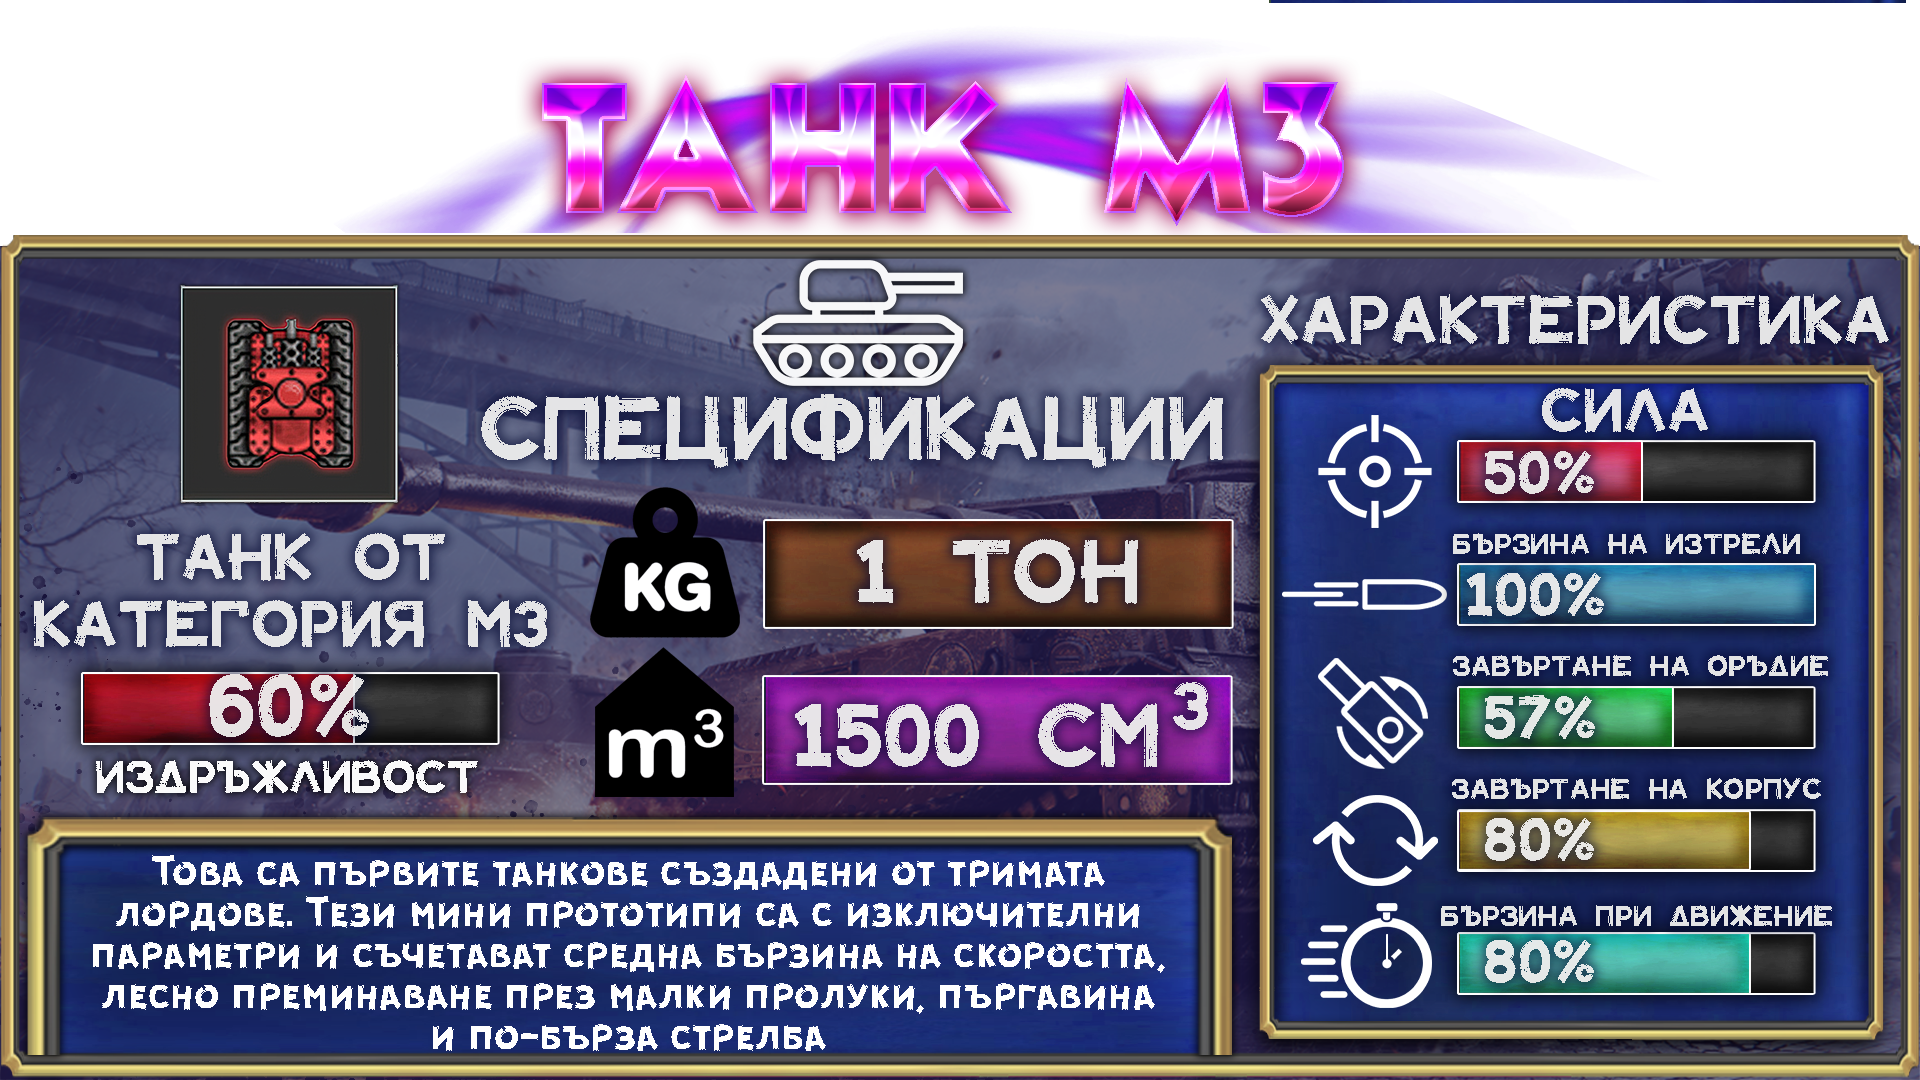 ТАНК М3
СПЕЦИФИКАЦИИ
ТАНК ОТ
КАТЕГОРИЯ М3
60%
ИЗДРЪЖЛИВОСТ
KG
1 ТОН
m³
1500 СМ³
Това са първите танкове създадени от тримата
лордове. Тези мини прототипи са с изключителни
параметри и съчетават средна бързина на скоростта,
лесно преминаване през малки пролуки, пъргавина
и по-бърза стрелба
ХАРАКТЕРИСТИКА
СИЛА
50%
БЪРЗИНА НА ИЗТРЕЛИ
100%
ЗАВЪРТАНЕ НА ОРЪДИЕ
57%
ЗАВЪРТАНЕ НА КОРПУС
80%
БЪРЗИНА ПРИ ДВИЖЕНИЕ
80%